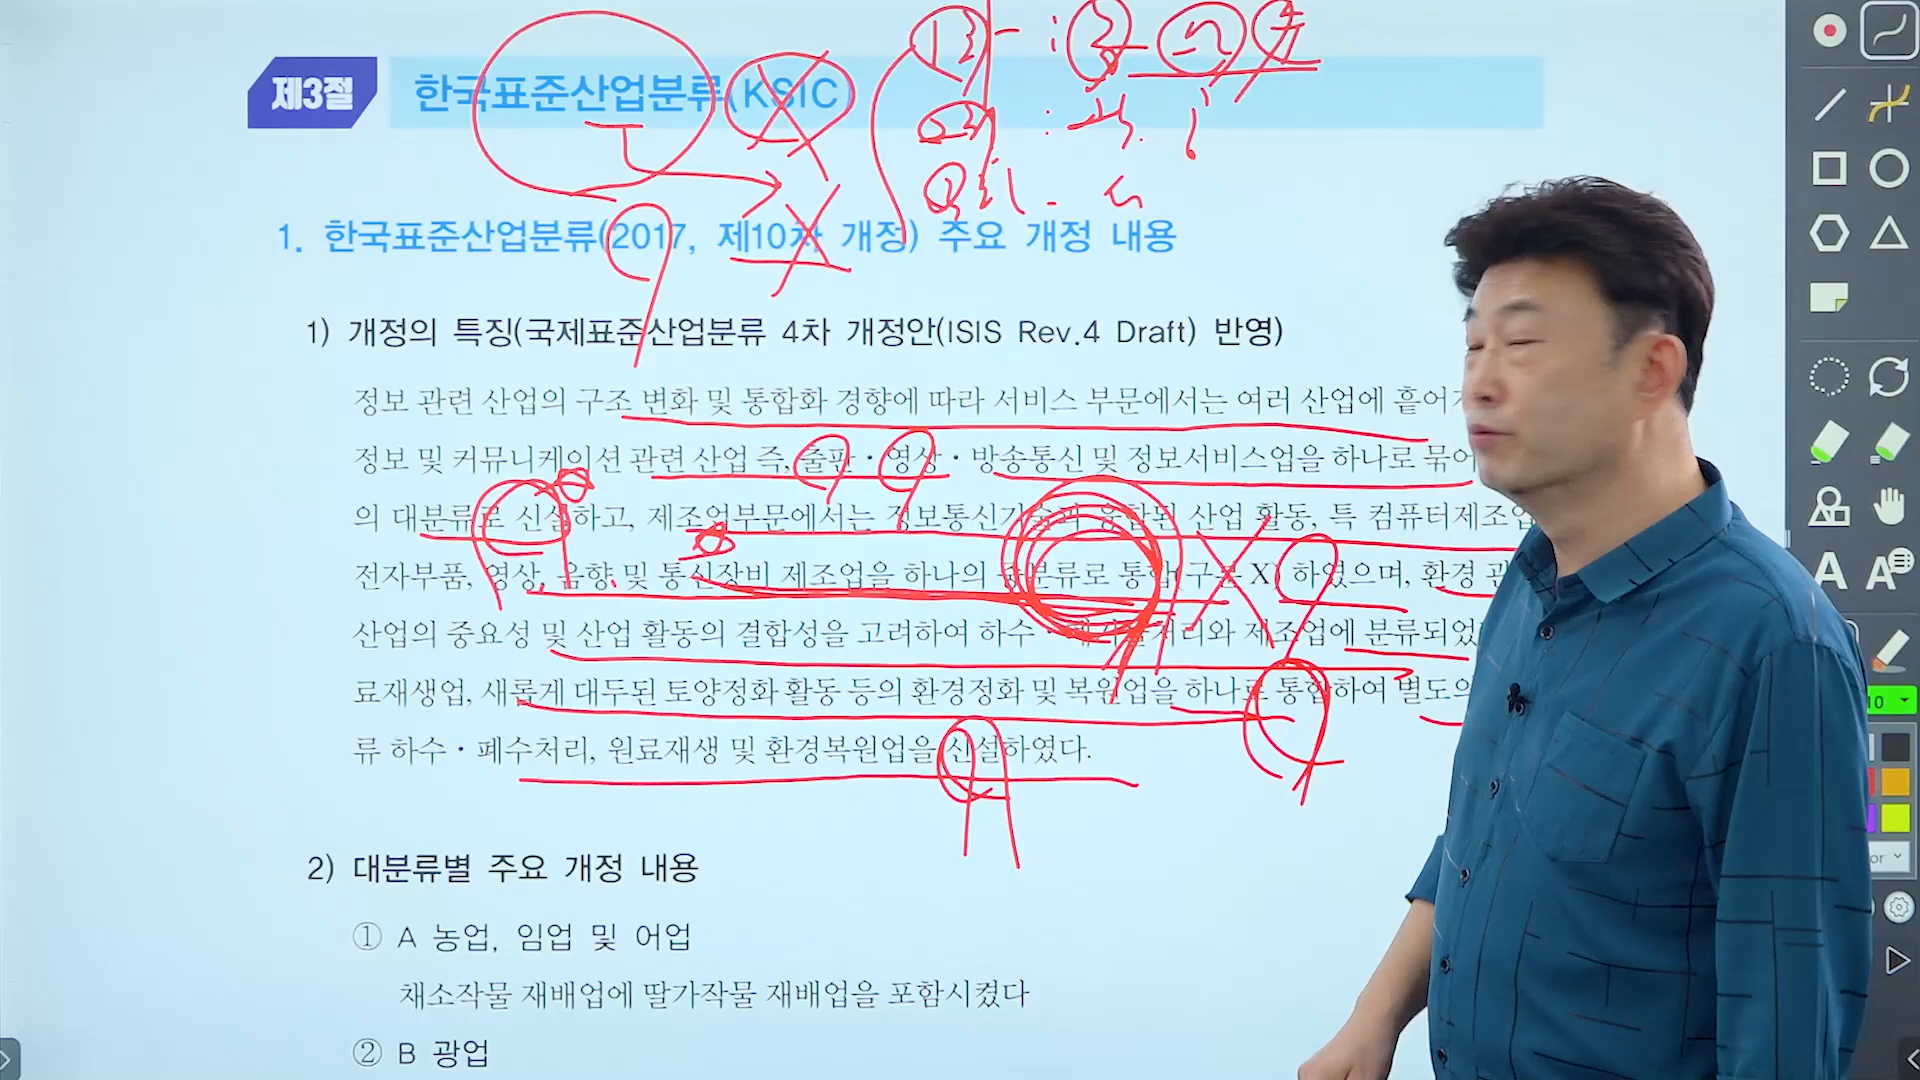 제3절 한국표준산업분류(KSIC)
1. 한국표준산업분류(2017, 제10차 개정) 주요 개정 내용
1) 개정의 특징(국제표준산업분류 4차 개정안(ISIS Rev.4 Draft) 반영)
정보 관련 산업의 구조 변화 및 통합화 경향에 따라 서비스 부문에서는 여러 산업에 흩어
정보 및 커뮤니케이션 관련 산업 즉, 출판·영상·방송통신 및 정보서비스업을 하나로 묶어
의 대분류로 신설하고, 제조업부문에서는 정보통신기술과 융합된 산업 활동, 특 컴퓨터제조업
전자부품, 영상, 음향 및 통신장비 제조업을 하나의 중분류로 통합(구분 X) 하였으며, 환경 관
산업의 중요성 및 산업 활동의 결합성을 고려하여 하수·폐수처리와 제조업에 분류되었
료재생업, 새롭게 대두된 토양정화 활동 등의 환경정화 및 복원업을 하나로 통합하여 별도의
류 하수·폐수처리, 원료재생 및 환경복원업을 신설하였다.
2) 대분류별 주요 개정 내용
① A 농업, 임업 및 어업
채소작물 재배업에 딸가작물 재배업을 포함시켰다
② B 광업